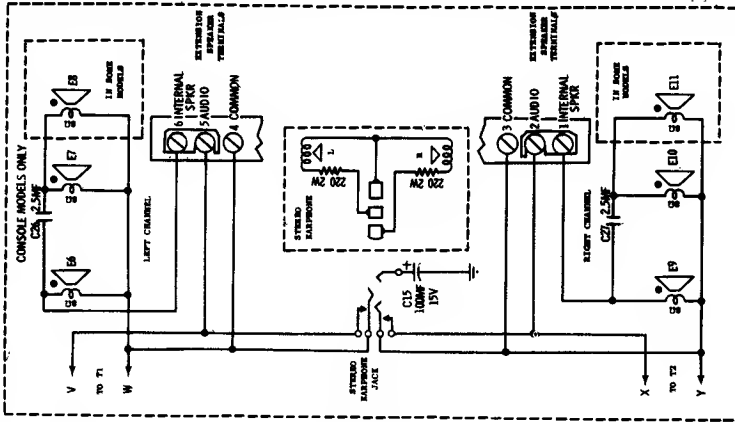 CONSOLE MODELS ONLY
C26 2.5MF
E6
E7
E8
IN SOME
MODELS
EXTENSION
SPEAKER
TERMINALS
6 INTERNAL
SPKR
5 AUDIO
4 COMMON
LEFT CHANNEL
V
TO T1
W
STEREO
EARPHONE
L
220
2W
R
220
2W
STEREO
EARPHONE
JACK
C15
100MF
15V
+
EXTENSION
SPEAKER
TERMINALS
3 COMMON
2 AUDIO
1 INTERNAL
SPKR
RIGHT CHANNEL
C27 2.5MF
E9
E10
E11
IN SOME
MODELS
X
TO T2
Y